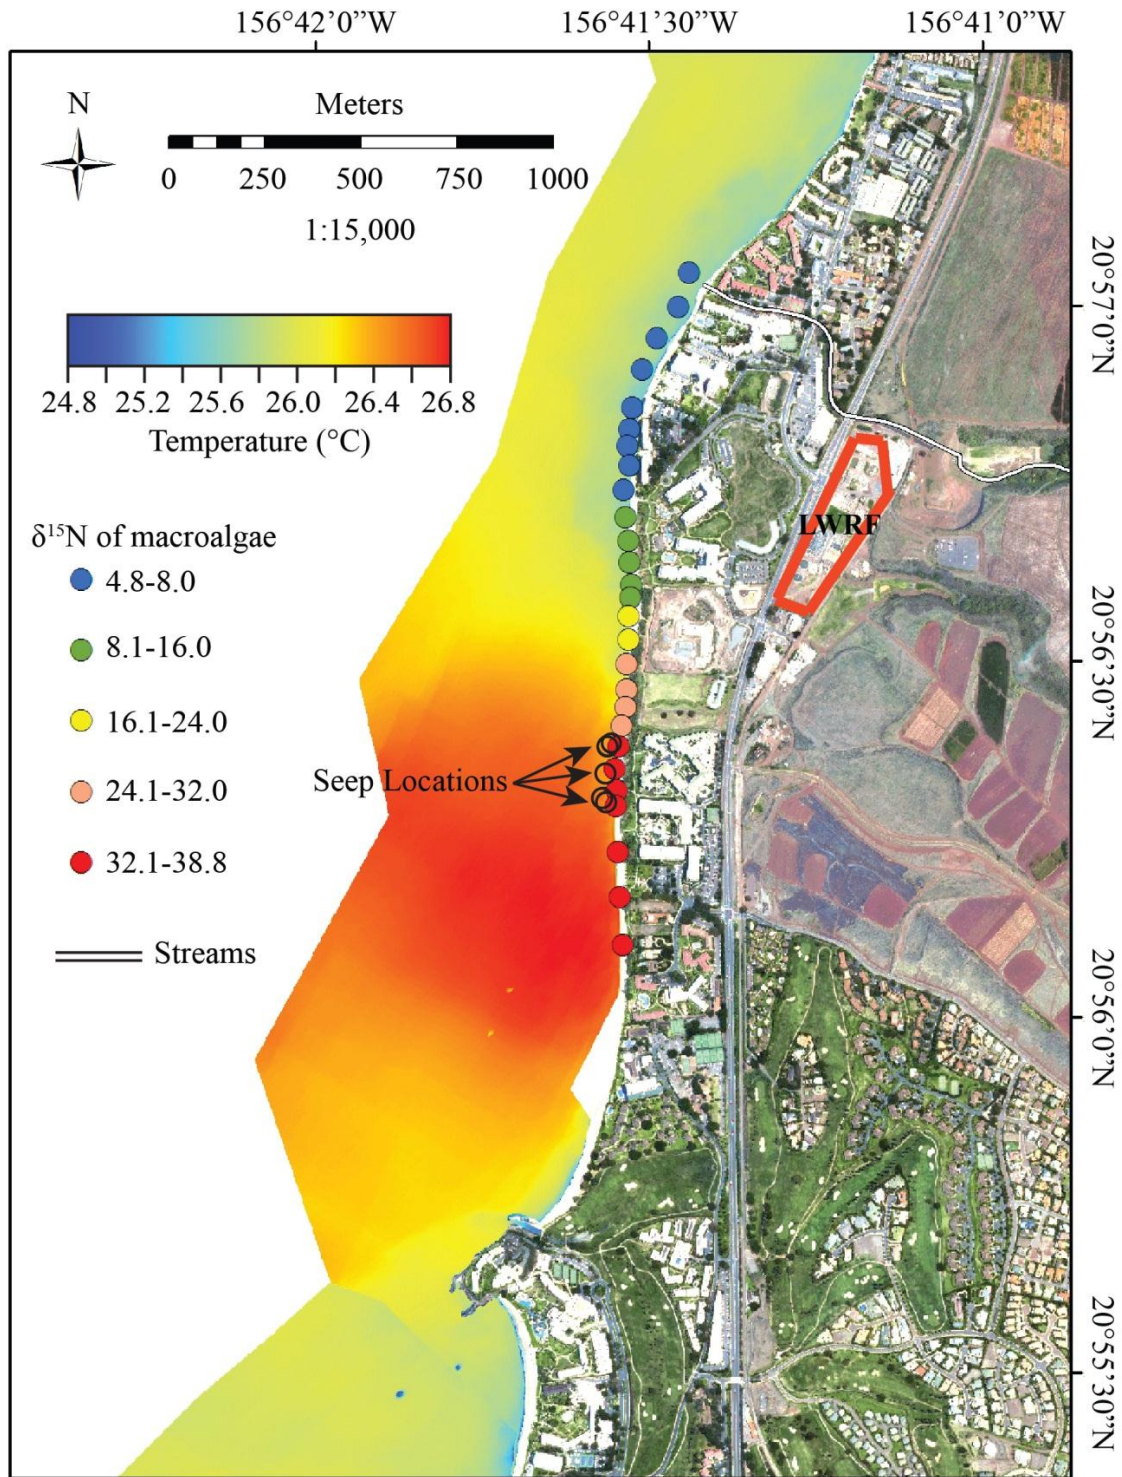 156°42’0”W 156°41’30”W 156°41’0”W
N
Meters
0 250 500 750 1000
1:15,000
24.8 25.2 25.6 26.0 26.4 26.8
Temperature (°C)
δ¹⁵N of macroalgae
4.8-8.0
8.1-16.0
16.1-24.0
24.1-32.0
32.1-38.8
Streams
Seep Locations
LWRF
20°57’0”N
20°56’30”N
20°56’0”N
20°55’30”N